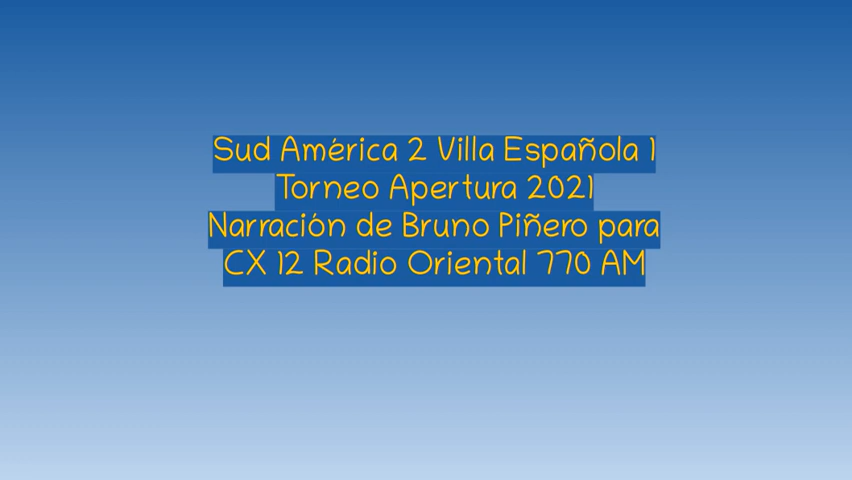 Sud América 2 Villa Española 1
Torneo Apertura 2021
Narración de Bruno Piñero para
CX 12 Radio Oriental 770 AM